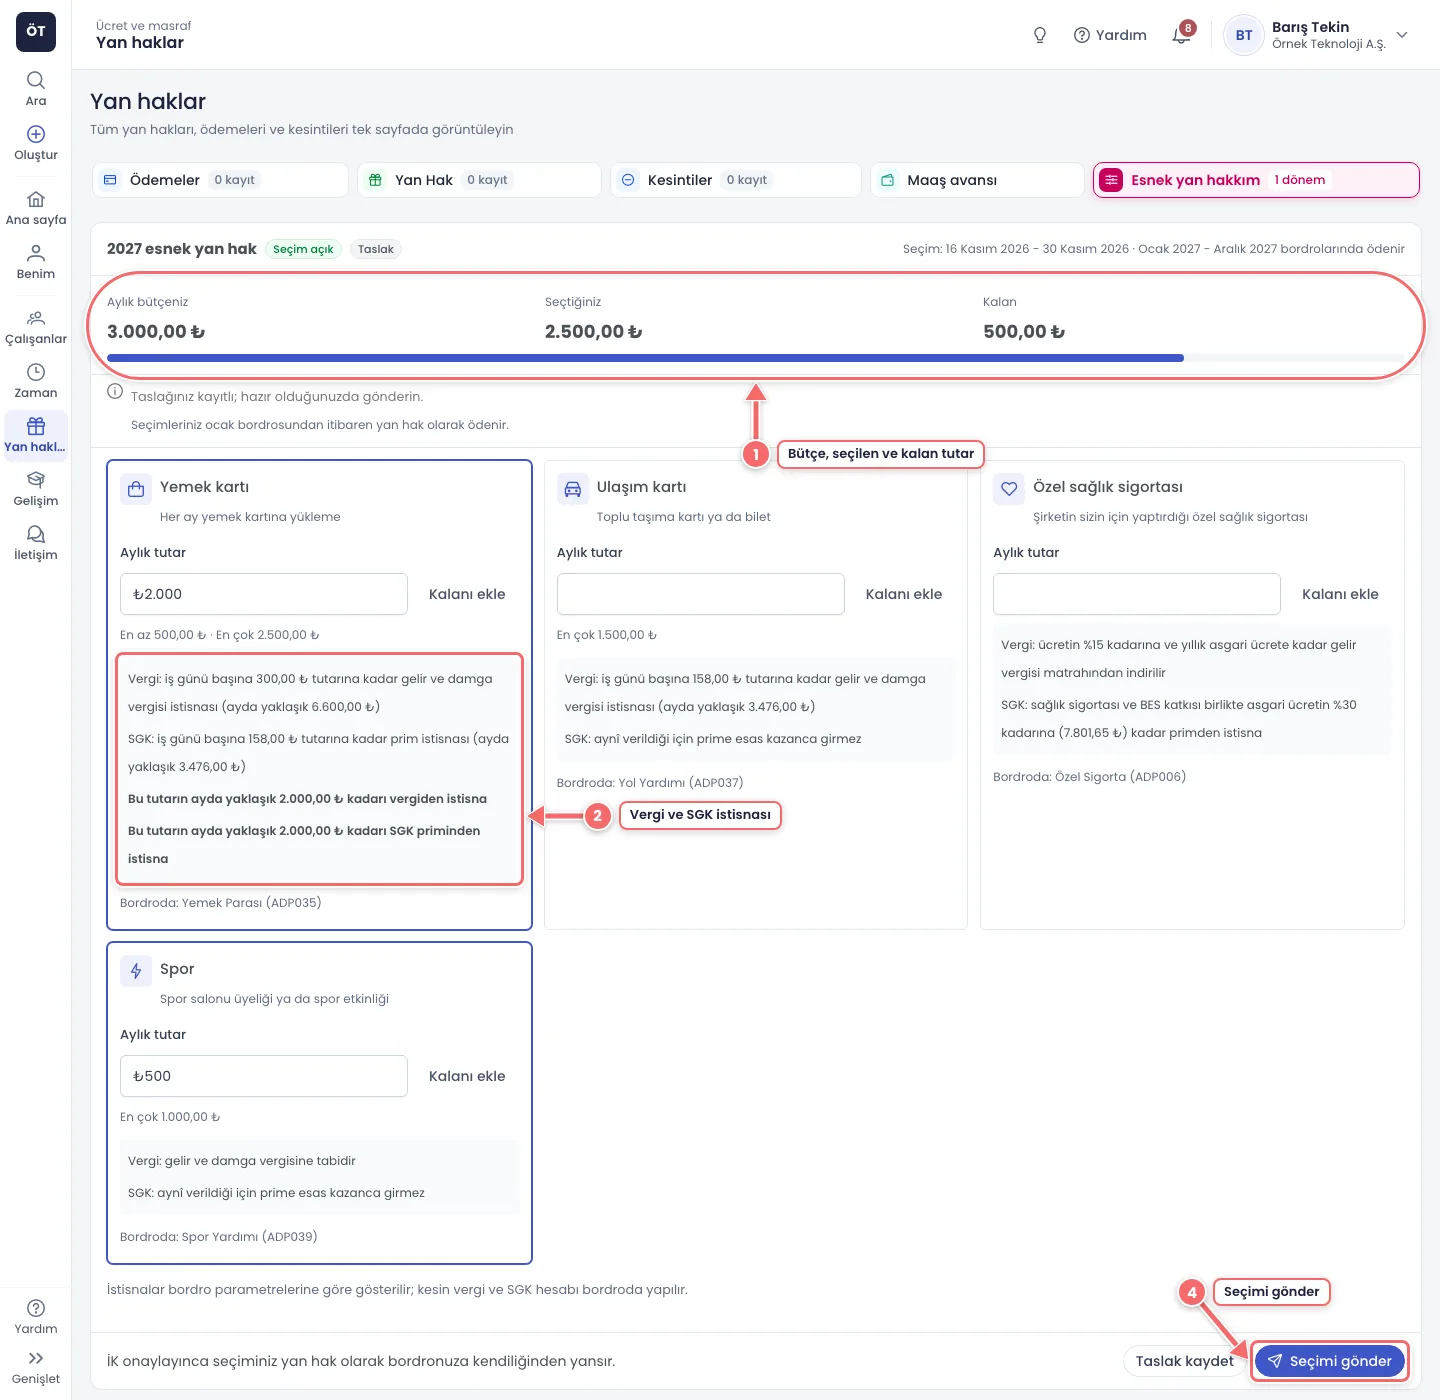 ÖT
Ara
Oluştur
Ana sayfa
Benim
Çalışanlar
Zaman
Yan hakl...
Gelişim
İletişim
Yardım
Genişlet
Ücret ve masraf
Yan haklar
Yardım
8
BT
Barış Tekin
Örnek Teknoloji A.Ş.
Yan haklar
Tüm yan hakları, ödemeleri ve kesintileri tek sayfada görüntüleyin
Ödemeler 0 kayıt
Yan Hak 0 kayıt
Kesintiler 0 kayıt
Maaş avansı
Esnek yan hakkım 1 dönem
2027 esnek yan hak Seçim açık Taslak
Seçim: 16 Kasım 2026 - 30 Kasım 2026 · Ocak 2027 - Aralık 2027 bordrolarında ödenir
Aylık bütçeniz
3.000,00 ₺
Seçtiğiniz
2.500,00 ₺
Kalan
500,00 ₺
Taslağınız kayıtlı; hazır olduğunuzda gönderin.
Seçimleriniz ocak bordrosundan itibaren yan hak olarak ödenir.
1 Bütçe, seçilen ve kalan tutar
Yemek kartı
Her ay yemek kartına yükleme
Aylık tutar
₺2.000 Kalanı ekle
En az 500,00 ₺ · En çok 2.500,00 ₺
Vergi: iş günü başına 300,00 ₺ tutarına kadar gelir ve damga
vergisi istisnası (ayda yaklaşık 6.600,00 ₺)
SGK: iş günü başına 158,00 ₺ tutarına kadar prim istisnası (ayda
yaklaşık 3.476,00 ₺)
Bu tutarın ayda yaklaşık 2.000,00 ₺ kadarı vergiden istisna
Bu tutarın ayda yaklaşık 2.000,00 ₺ kadarı SGK priminden
istisna
Bordroda: Yemek Parası (ADP035)
Ulaşım kartı
Toplu taşıma kartı ya da bilet
Aylık tutar
Kalanı ekle
En çok 1.500,00 ₺
Vergi: iş günü başına 158,00 ₺ tutarına kadar gelir ve damga
vergisi istisnası (ayda yaklaşık 3.476,00 ₺)
SGK: aynî verildiği için prime esas kazanca girmez
Bordroda: Yol Yardımı (ADP037)
2 Vergi ve SGK istisnası
Özel sağlık sigortası
Şirketin sizin için yaptırdığı özel sağlık sigortası
Aylık tutar
Kalanı ekle
Vergi: ücretin %15 kadarına ve yıllık asgari ücrete kadar gelir
vergisi matrahından indirilir
SGK: sağlık sigortası ve BES katkısı birlikte asgari ücretin %30
kadarına (7.801,65 ₺) kadar primden istisna
Bordroda: Özel Sigorta (ADP006)
Spor
Spor salonu üyeliği ya da spor etkinliği
Aylık tutar
₺500 Kalanı ekle
En çok 1.000,00 ₺
Vergi: gelir ve damga vergisine tabidir
SGK: aynî verildiği için prime esas kazanca girmez
Bordroda: Spor Yardımı (ADP039)
İstisnalar bordro parametrelerine göre gösterilir; kesin vergi ve SGK hesabı bordroda yapılır.
4 Seçimi gönder
İK onaylayınca seçiminiz yan hak olarak bordronuza kendiliğinden yansır.
Taslak kaydet
Seçimi gönder